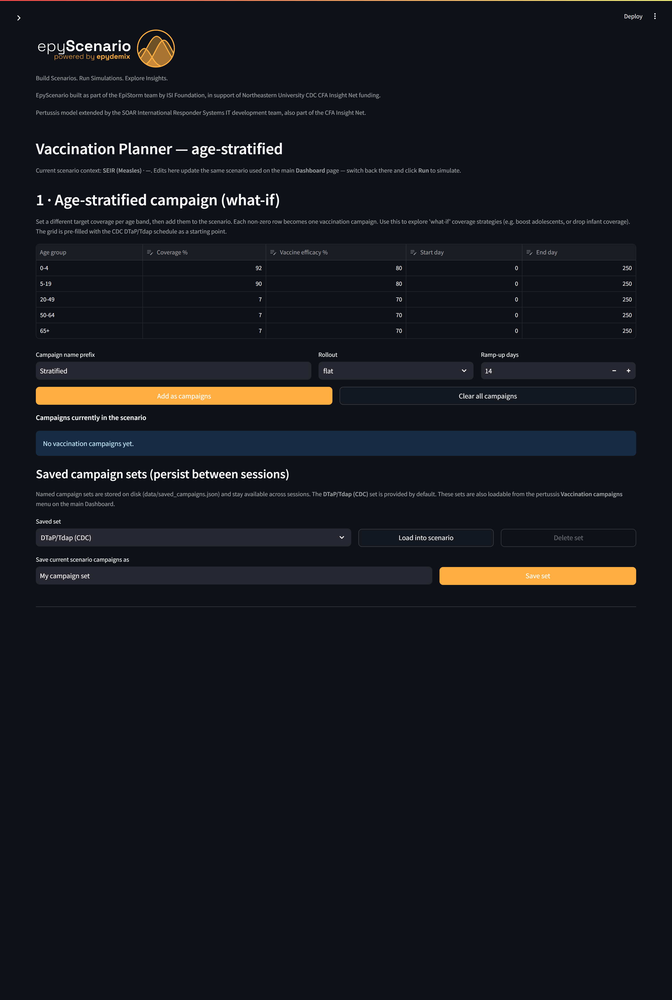 Deploy
epyScenario
powered by epydemix
Build Scenarios. Run Simulations. Explore Insights.
EpyScenario built as part of the EpiStorm team by ISI Foundation, in support of Northeastern University CDC CFA Insight Net funding.
Pertussis model extended by the SOAR International Responder Systems IT development team, also part of the CFA Insight Net.
Vaccination Planner — age-stratified
Current scenario context: SEIR (Measles) · —. Edits here update the same scenario used on the main Dashboard page — switch back there and click Run to simulate.
1 · Age-stratified campaign (what-if)
Set a different target coverage per age band, then add them to the scenario. Each non-zero row becomes one vaccination campaign. Use this to explore 'what-if' coverage strategies (e.g. boost adolescents, or drop infant coverage).
The grid is pre-filled with the CDC DTaP/Tdap schedule as a starting point.
Age group Coverage % Vaccine efficacy % Start day End day
0-4 92 80 0 250
5-19 90 80 0 250
20-49 7 70 0 250
50-64 7 70 0 250
65+ 7 70 0 250
Campaign name prefix Rollout Ramp-up days
Stratified flat 14 − +
Add as campaigns Clear all campaigns
Campaigns currently in the scenario
No vaccination campaigns yet.
Saved campaign sets (persist between sessions)
Named campaign sets are stored on disk (data/saved_campaigns.json) and stay available across sessions. The DTaP/Tdap (CDC) set is provided by default. These sets are also loadable from the pertussis Vaccination campaigns
menu on the main Dashboard.
Saved set
DTaP/Tdap (CDC) Load into scenario Delete set
Save current scenario campaigns as
My campaign set Save set